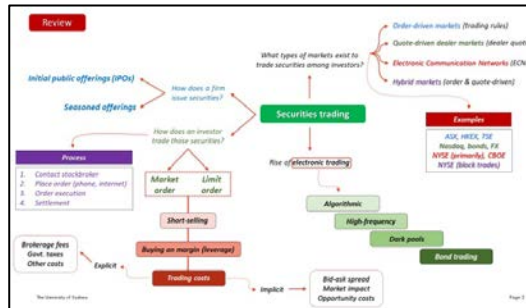 Review
Order-driven markets (trading rules)
Quote-driven dealer markets (dealer quot
Electronic Communication Networks (ECN
Hybrid markets (order & quote-driven)
What types of markets exist to
trade securities among investors?
Initial public offerings (IPOs)
Seasoned offerings
How does a firm
issue securities?
Securities trading
Examples
ASX, HKEX, TSE
Nasdaq, bonds, FX
NYSE (primarily), CBOE
NYSE (block trades)
How does an investor
trade those securities?
Process
1. Contact stockbroker
2. Place order (phone, internet)
3. Order execution
4. Settlement
Market
order
Limit
order
Rise of electronic trading
Algorithmic
High-frequency
Dark pools
Bond trading
Short-selling
Buying on margin (leverage)
Trading costs
Explicit
Brokerage fees
Govt. taxes
Other costs
Implicit
Bid-ask spread
Market impact
Opportunity costs
The University of Sydney
Page